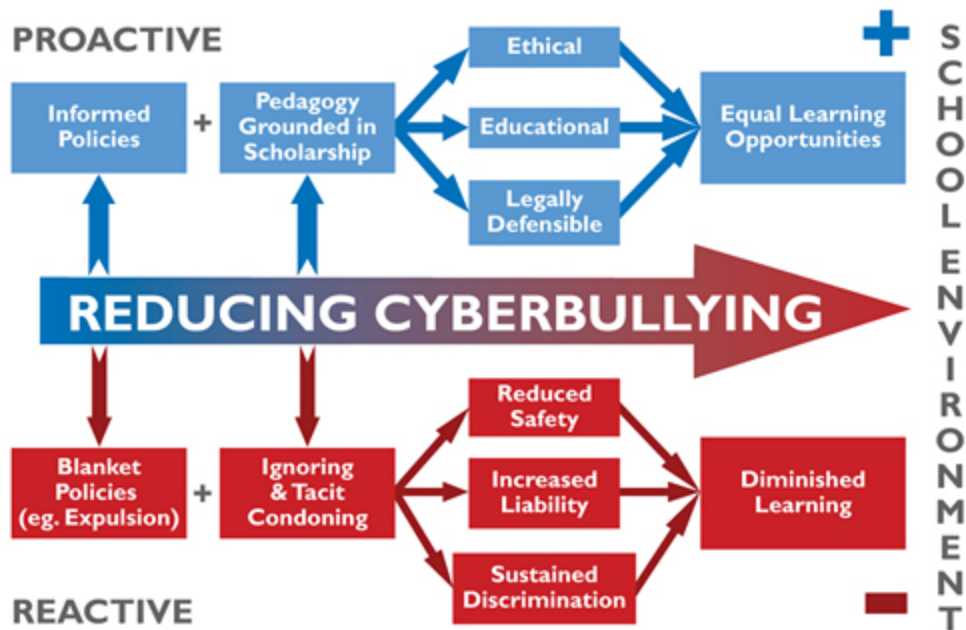 PROACTIVE
Informed
Policies
+
Pedagogy
Grounded in
Scholarship
Ethical
Educational
Legally
Defensible
Equal Learning
Opportunities
+
REDUCING CYBERBULLYING
Blanket
Policies
(eg. Expulsion)
+
Ignoring
& Tacit
Condoning
Reduced
Safety
Increased
Liability
Sustained
Discrimination
Diminished
Learning
REACTIVE
-
SCHOOL ENVIRONMENT